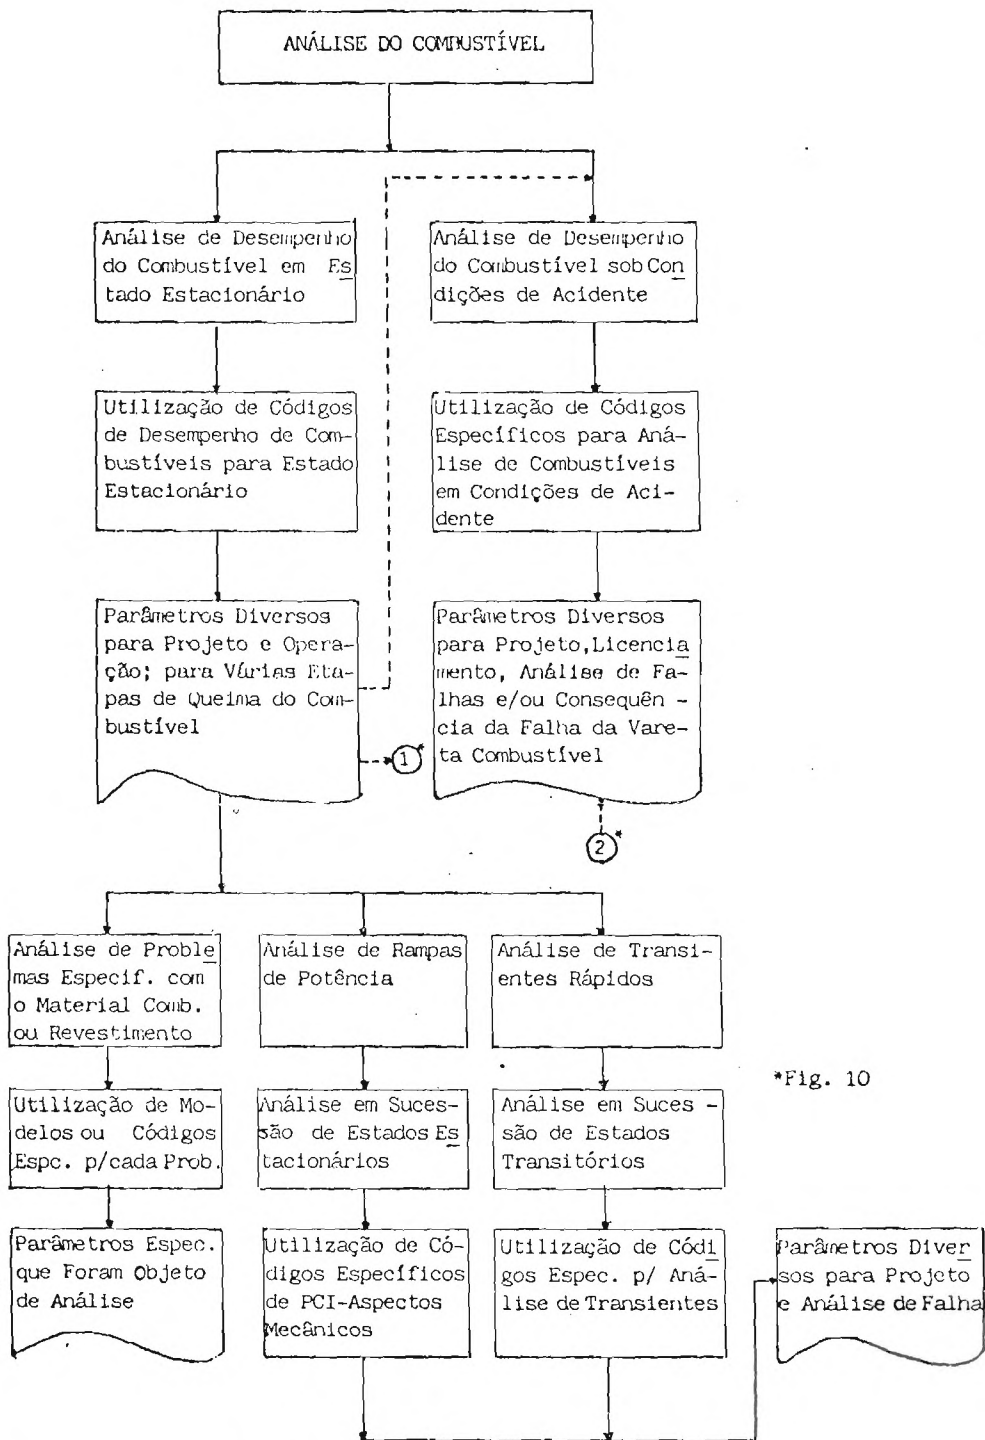 ANÁLISE DO COMBUSTÍVEL
Análise de Desempenho
do Combustível em Es
tado Estacionário
Análise de Desempenho
do Combustível sob Con
dições de Acidente
Utilização de Códigos
de Desempenho de Com-
bustíveis para Estado
Estacionário
Utilização de Códigos
Específicos para Aná-
lise de Combustíveis
em Condições de Aci-
dente
Parâmetros Diversos
para Projeto e Opera-
ção; para Várias Eta-
pas de Queima do Com-
bustível
Parâmetros Diversos
para Projeto, Licencia
mento, Análise de Fa-
lhas e/ou Consequên -
cia da Falha da Vare-
ta Combustível
1*
2*
Análise de Proble
mas Especif. com
o Material Comb.
ou Revestimento
Análise de Rampas
de Potência
Análise de Transi-
entes Rápidos
*Fig. 10
Utilização de Mo-
delos ou Códigos
Espc. p/cada Prob.
Análise em Suces-
são de Estados Es
tacionários
Análise em Suces -
são de Estados
Transitórios
Parâmetros Espec.
que Foram Objeto
de Análise
Utilização de Có-
digos Específicos
de PCI-Aspectos
Mecânicos
Utilização de Códi
gos Espec. p/ Aná-
lise de Transientes
Parâmetros Diver
sos para Projeto
e Análise de Falha